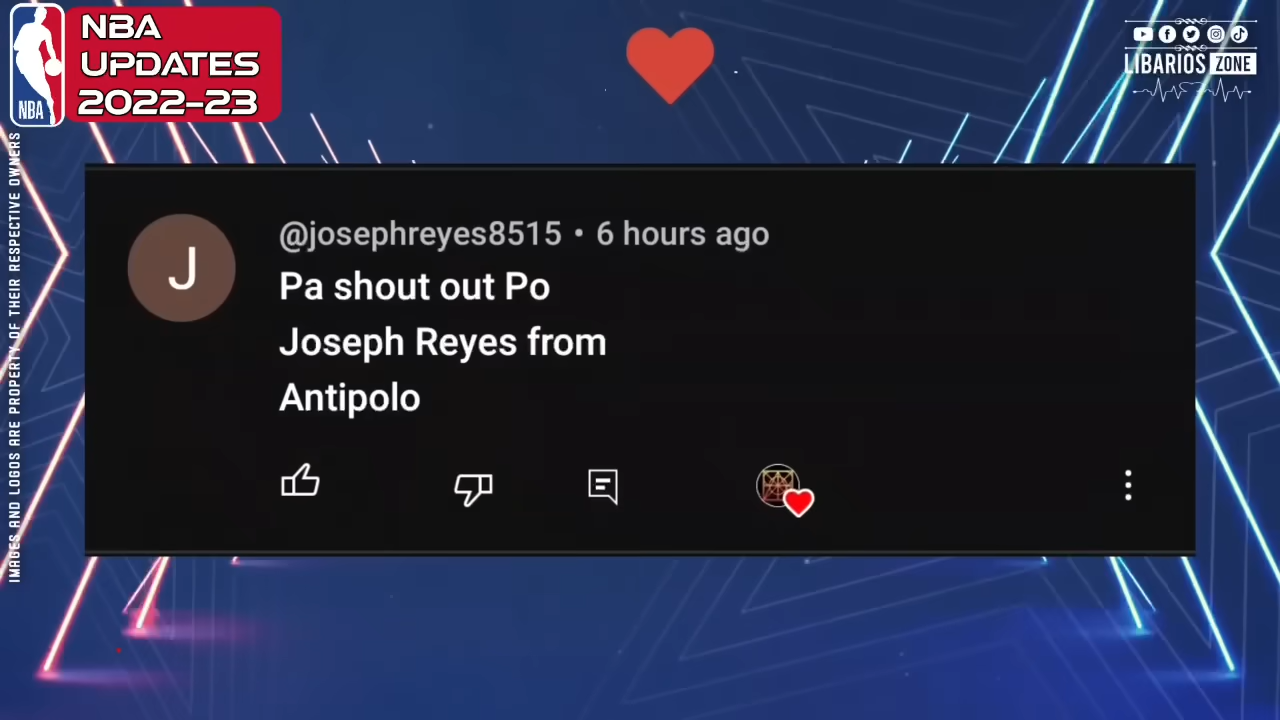 NBA
UPDATES
2022-23
NBA
LIBARIOS ZONE
IMAGES AND LOGOS ARE PROPERTY OF THEIR RESPECTIVE OWNERS
J
@josephreyes8515 • 6 hours ago
Pa shout out Po
Joseph Reyes from
Antipolo